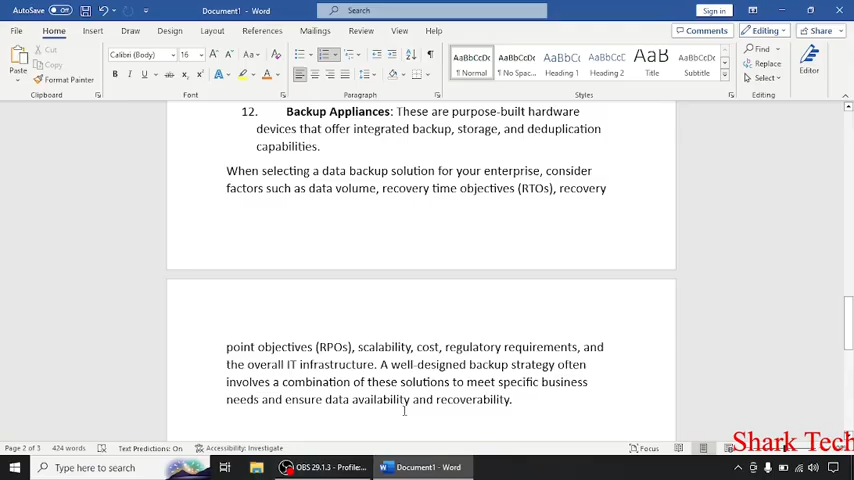 AutoSave Off Document1 - Word Search Sign in
File Home Insert Draw Design Layout References Mailings Review View Help Comments Editing Share
Paste Cut Copy Format Painter
Calibri (Body) 16
AaBbCcDc AaBbCcDc AaBbCc AaBbCcC AaB AaBbCcD
¶ Normal ¶ No Spac... Heading 1 Heading 2 Title Subtitle
Find Replace Select Editor
Clipboard Font Paragraph Styles Editing Editor
12. Backup Appliances: These are purpose-built hardware
devices that offer integrated backup, storage, and deduplication
capabilities.
When selecting a data backup solution for your enterprise, consider
factors such as data volume, recovery time objectives (RTOs), recovery
point objectives (RPOs), scalability, cost, regulatory requirements, and
the overall IT infrastructure. A well-designed backup strategy often
involves a combination of these solutions to meet specific business
needs and ensure data availability and recoverability.
Page 2 of 3 424 words Text Predictions: On Accessibility: Investigate Focus
Shark Tech
Type here to search OBS 29.1.3 - Profile:... Document1 - Word